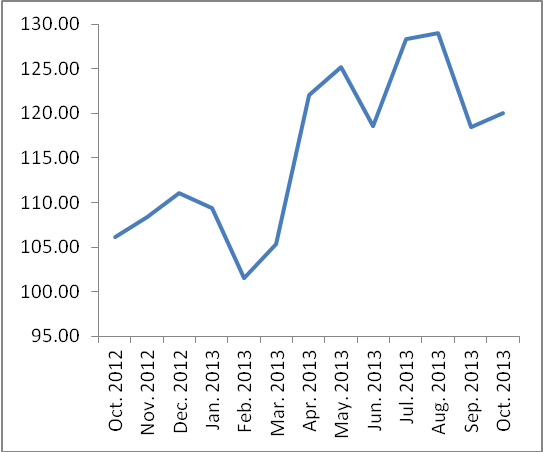 130.00
125.00
120.00
115.00
110.00
105.00
100.00
95.00
Oct. 2012
Nov. 2012
Dec. 2012
Jan. 2013
Feb. 2013
Mar. 2013
Apr. 2013
May. 2013
Jun. 2013
Jul. 2013
Aug. 2013
Sep. 2013
Oct. 2013